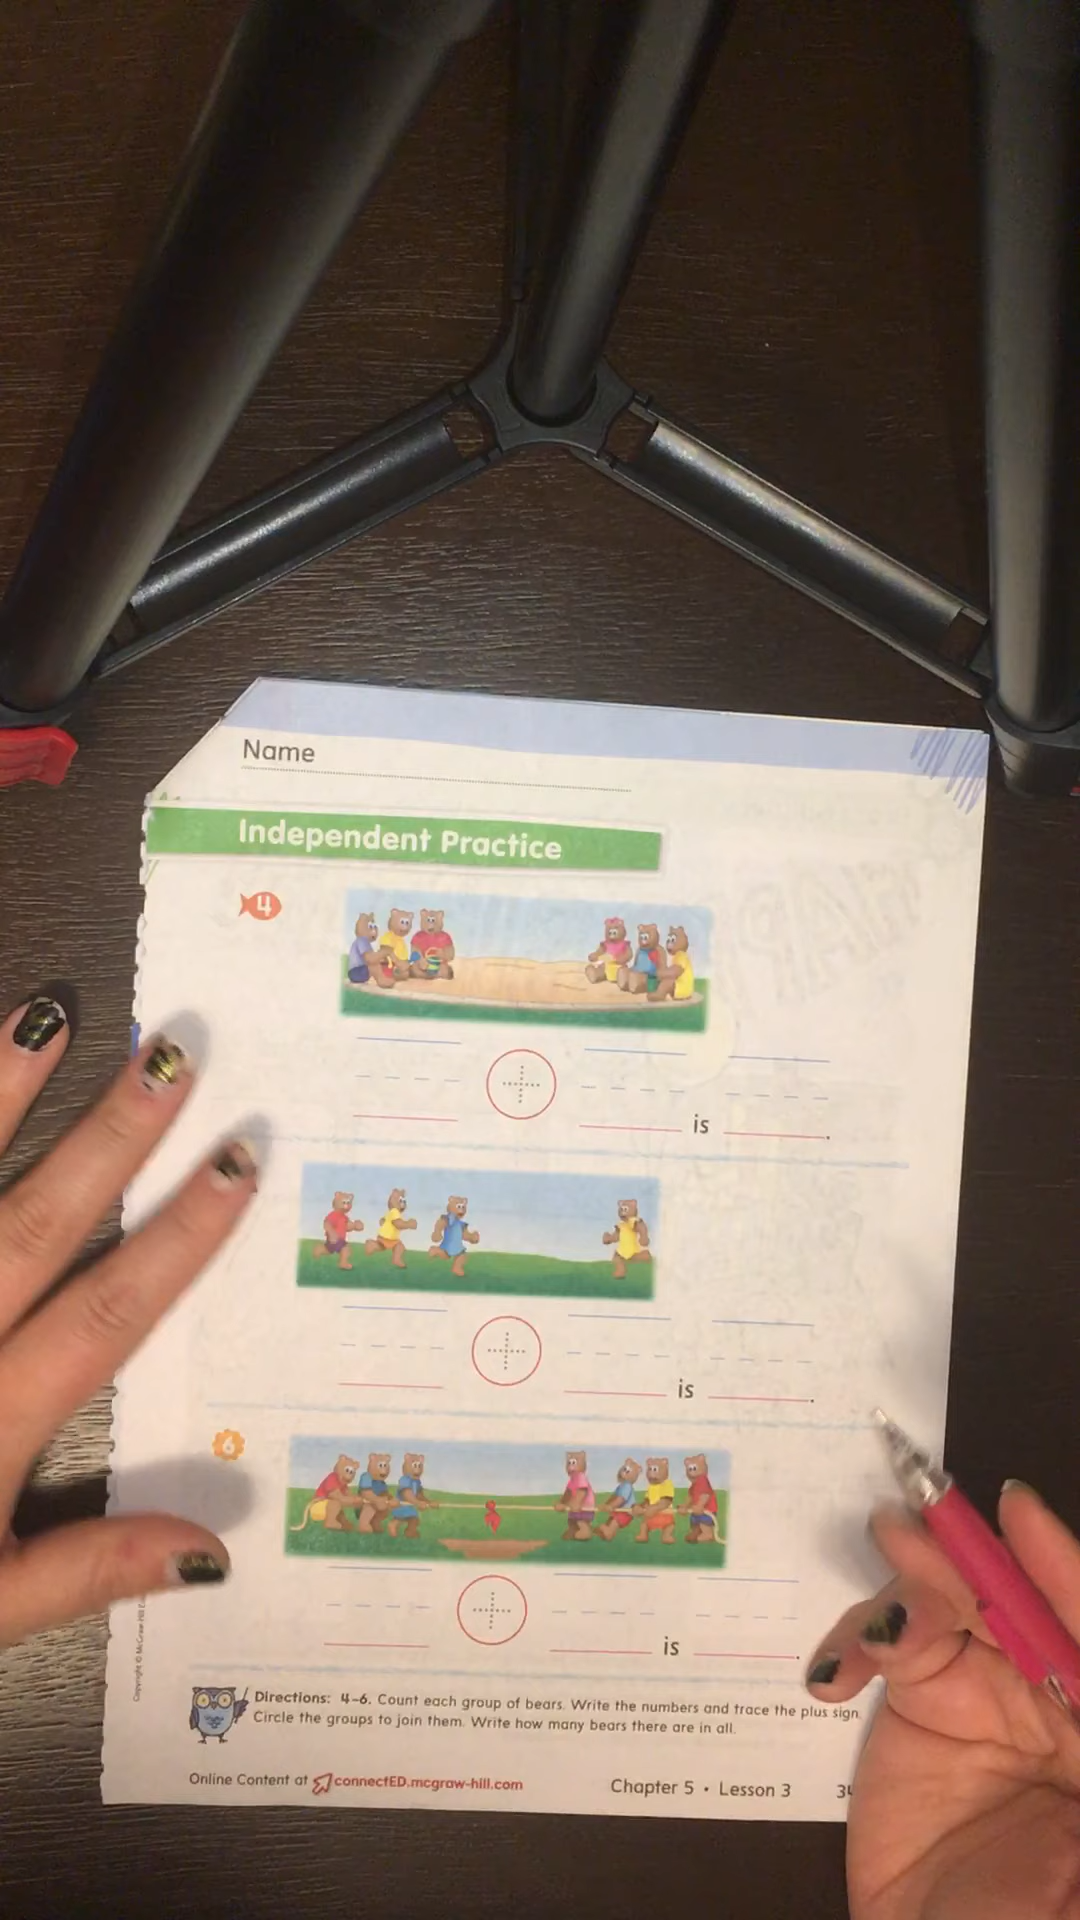 Name
Independent Practice
4
+
is
.
+
is
.
6
+
is
.
Directions: 4–6. Count each group of bears. Write the numbers and trace the plus sign.
Circle the groups to join them. Write how many bears there are in all.
Online Content at connectED.mcgraw-hill.com
Chapter 5 • Lesson 3